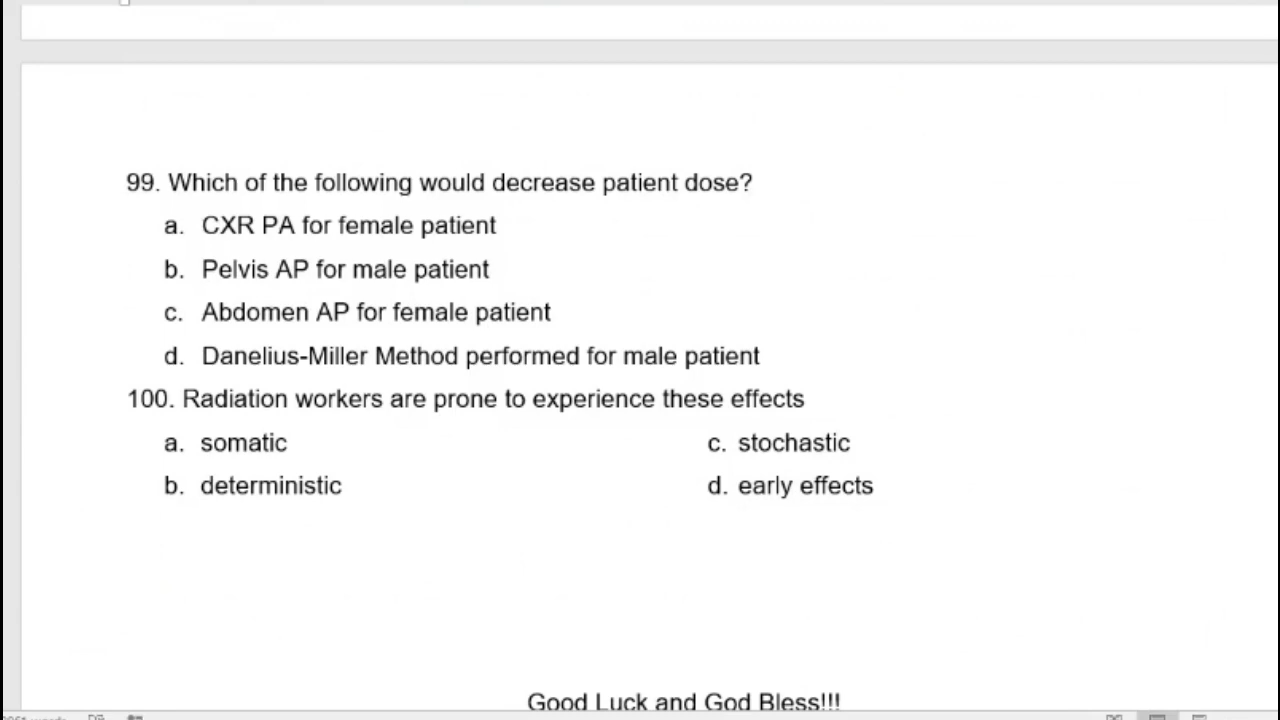 99. Which of the following would decrease patient dose?
a. CXR PA for female patient
b. Pelvis AP for male patient
c. Abdomen AP for female patient
d. Danelius-Miller Method performed for male patient
100. Radiation workers are prone to experience these effects
a. somatic c. stochastic
b. deterministic d. early effects
Good Luck and God Bless!!!